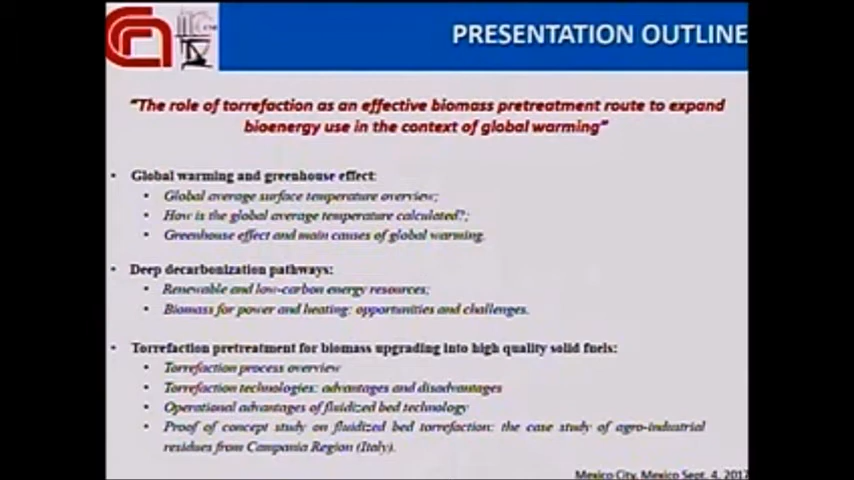 PRESENTATION OUTLINE
"The role of torrefaction as an effective biomass pretreatment route to expand
bioenergy use in the context of global warming"
• Global warming and greenhouse effect:
• Global average surface temperature overview;
• How is the global average temperature calculated?;
• Greenhouse effect and main causes of global warming.
• Deep decarbonization pathways:
• Renewable and low-carbon energy resources;
• Biomass for power and heating: opportunities and challenges.
• Torrefaction pretreatment for biomass upgrading into high quality solid fuels:
• Torrefaction process overview
• Torrefaction technologies: advantages and disadvantages
• Operational advantages of fluidized bed technology
• Proof of concept study on fluidized bed torrefaction: the case study of agro-industrial
residues from Campania Region (Italy).
Mexico City, Mexico Sept. 4, 2017